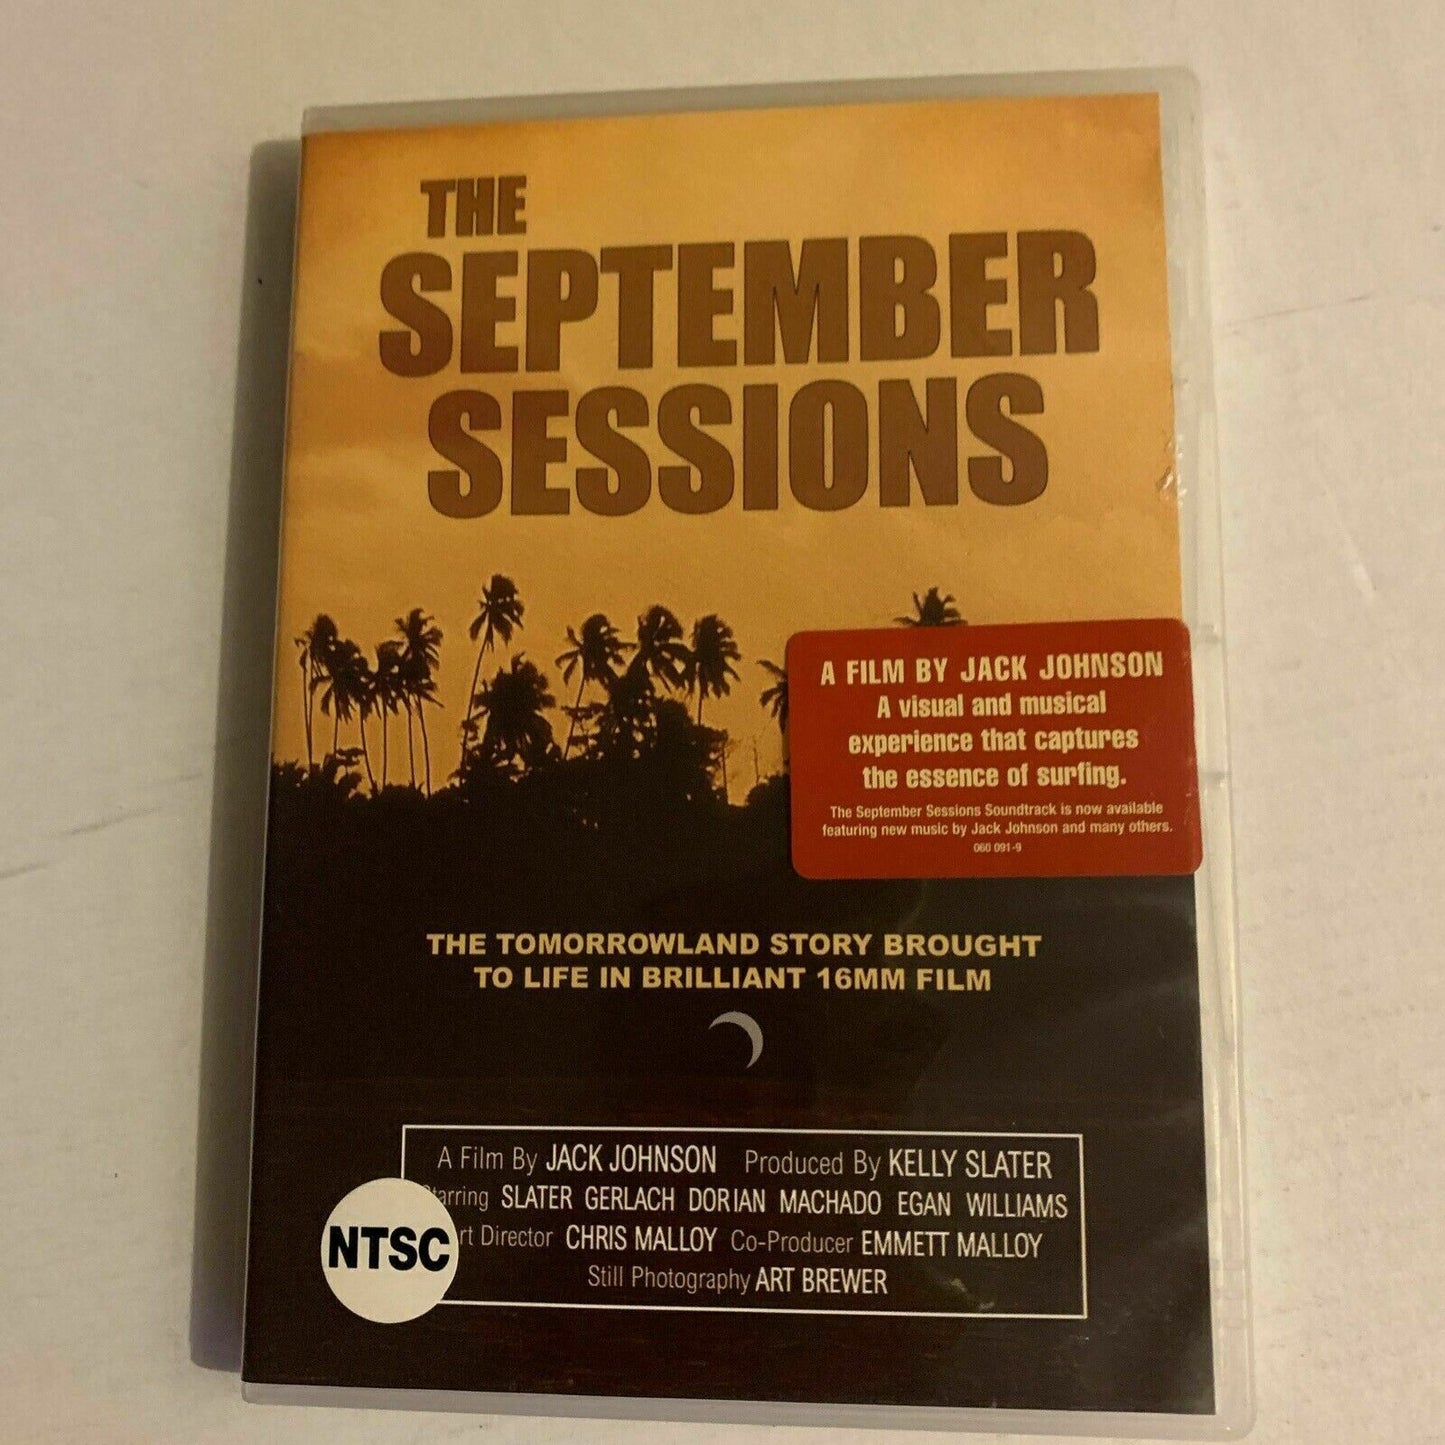 THE
SEPTEMBER
SESSIONS
A FILM BY JACK JOHNSON
A visual and musical
experience that captures
the essence of surfing.
The September Sessions Soundtrack is now available
featuring new music by Jack Johnson and many others.
060 091-9
THE TOMORROWLAND STORY BROUGHT
TO LIFE IN BRILLIANT 16MM FILM
A Film By JACK JOHNSON Produced By KELLY SLATER
tarring SLATER GERLACH DORIAN MACHADO EGAN WILLIAMS
rt Director CHRIS MALLOY Co-Producer EMMETT MALLOY
Still Photography ART BREWER
NTSC